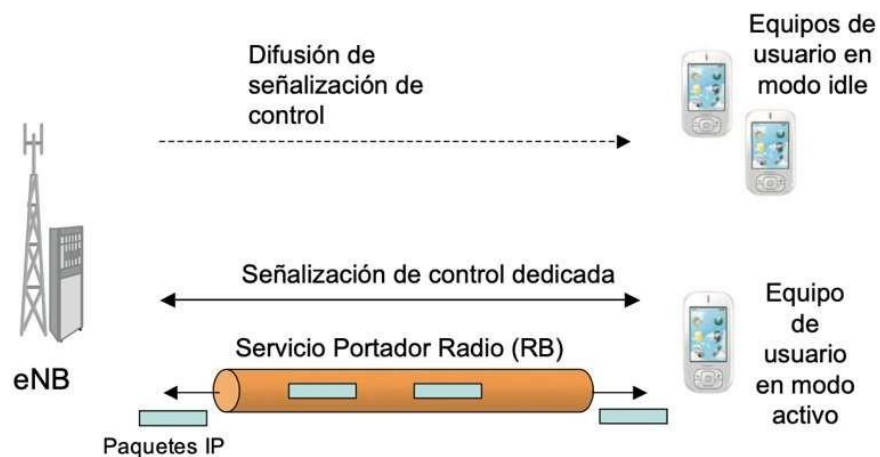 Difusión de
señalización de
control
Equipos de
usuario en
modo idle
Señalización de control dedicada
Servicio Portador Radio (RB)
eNB
Paquetes IP
Equipo
de
usuario
en modo
activo